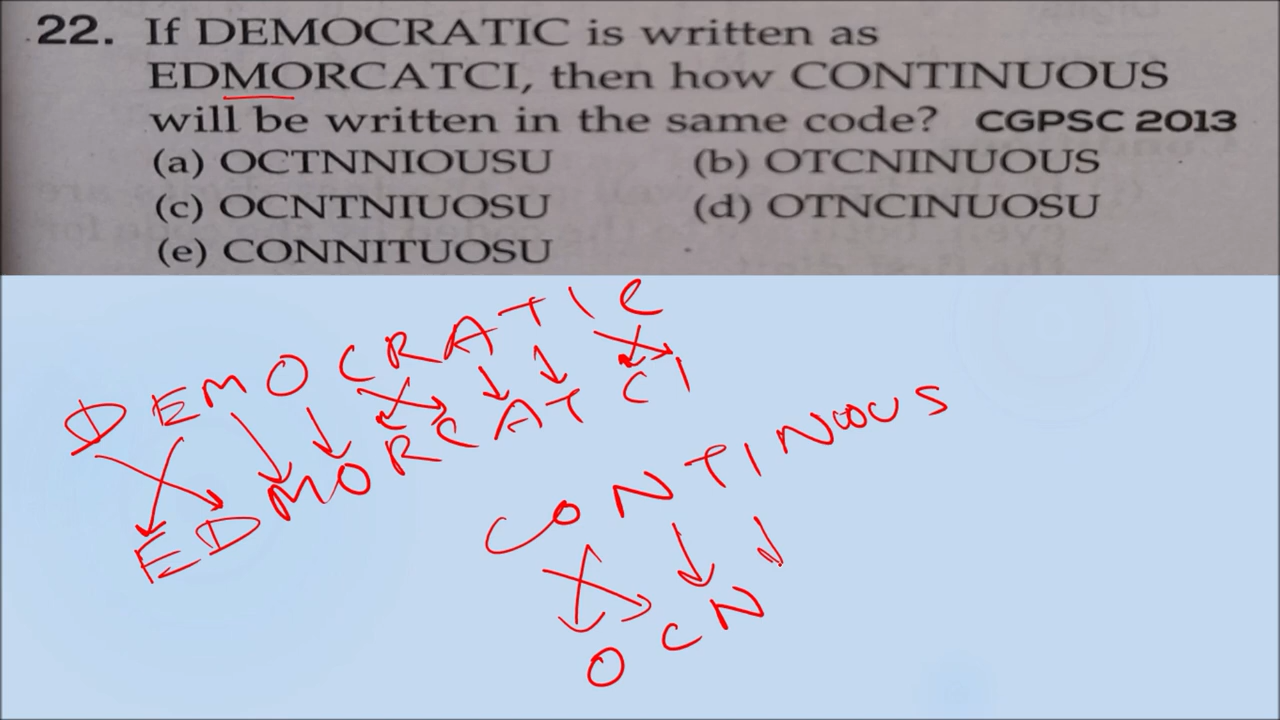 22. If DEMOCRATIC is written as
EDMORCATCI, then how CONTINUOUS
will be written in the same code? CGPSC 2013
(a) OCTNNIOUSU (b) OTCNINUOUS
(c) OCNTNIUOSU (d) OTNCINUOSU
(e) CONNITUOSU
DEMOCRATIC
EDMORCATCI
CONTINUOUS
OCN